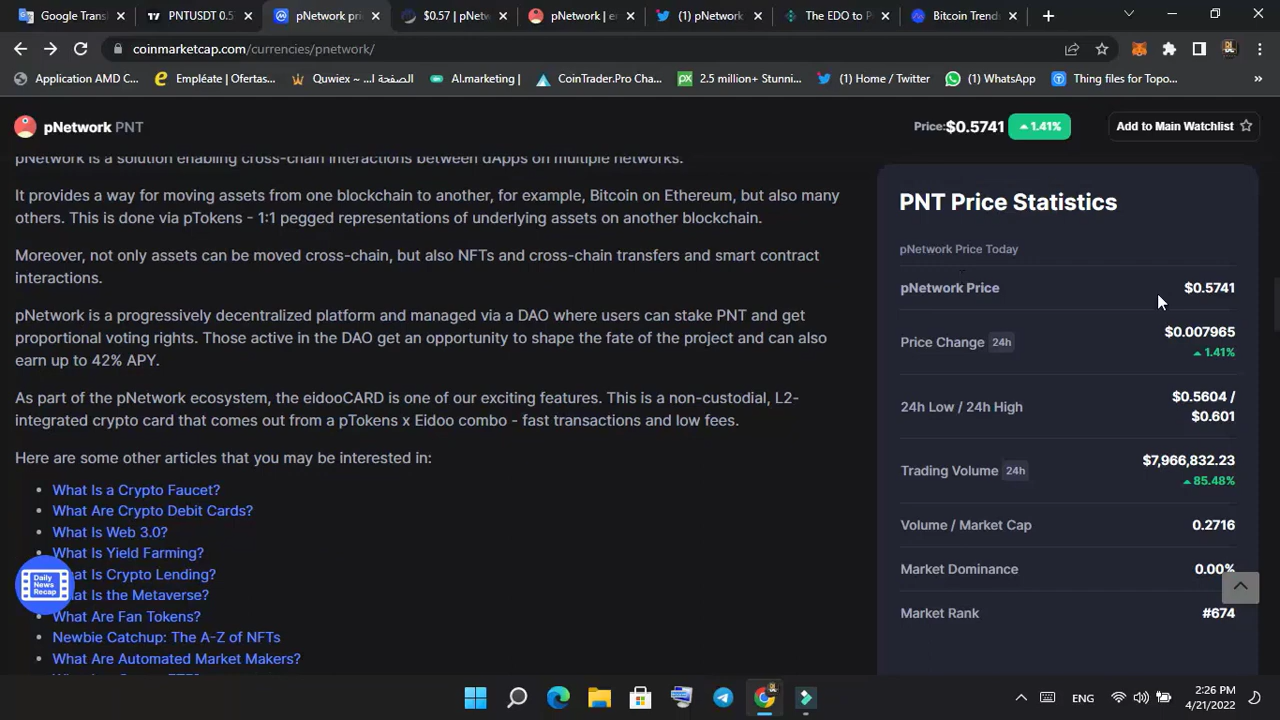 Google Transl
PNTUSDT 0.5
pNetwork pri
$0.57 | pNetw
pNetwork | e
(1) pNetwork
The EDO to P
Bitcoin Trend
coinmarketcap.com/currencies/pnetwork/
Application AMD C...
Empléate | Ofertas...
Quwiex ~ الصفحة ا...
AI.marketing |
CoinTrader.Pro Cha...
2.5 million+ Stunni...
(1) Home / Twitter
(1) WhatsApp
Thing files for Topo...
pNetwork PNT
Price:$0.5741
1.41%
Add to Main Watchlist
pNetwork is a solution enabling cross-chain interactions between dApps on multiple networks.
It provides a way for moving assets from one blockchain to another, for example, Bitcoin on Ethereum, but also many
others. This is done via pTokens - 1:1 pegged representations of underlying assets on another blockchain.
Moreover, not only assets can be moved cross-chain, but also NFTs and cross-chain transfers and smart contract
interactions.
pNetwork is a progressively decentralized platform and managed via a DAO where users can stake PNT and get
proportional voting rights. Those active in the DAO get an opportunity to shape the fate of the project and can also
earn up to 42% APY.
As part of the pNetwork ecosystem, the eidooCARD is one of our exciting features. This is a non-custodial, L2-
integrated crypto card that comes out from a pTokens x Eidoo combo - fast transactions and low fees.
Here are some other articles that you may be interested in:
What Is a Crypto Faucet?
What Are Crypto Debit Cards?
What Is Web 3.0?
What Is Yield Farming?
at Is Crypto Lending?
at Is the Metaverse?
What Are Fan Tokens?
Newbie Catchup: The A-Z of NFTs
What Are Automated Market Makers?
Daily
News
Recap
PNT Price Statistics
pNetwork Price Today
pNetwork Price
$0.5741
Price Change 24h
$0.007965
1.41%
24h Low / 24h High
$0.5604 /
$0.601
Trading Volume 24h
$7,966,832.23
85.48%
Volume / Market Cap
0.2716
Market Dominance
0.00%
Market Rank
#674
ENG
2:26 PM
4/21/2022